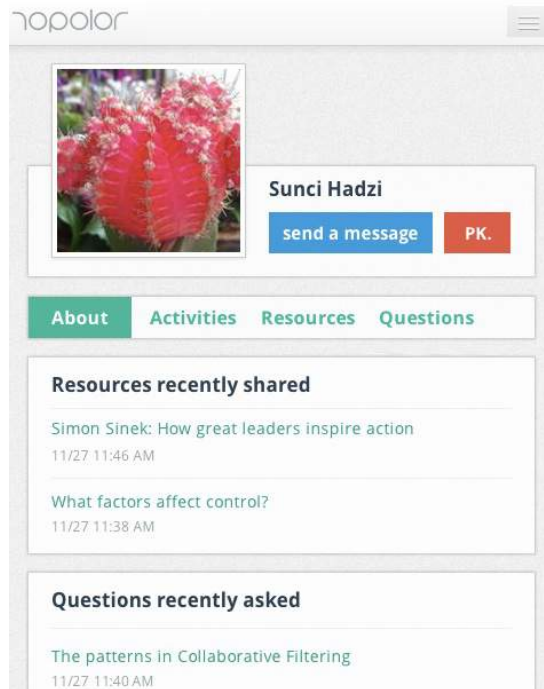 nopolor
Sunci Hadzi
send a message PK.
About Activities Resources Questions
Resources recently shared
Simon Sinek: How great leaders inspire action
11/27 11:46 AM
What factors affect control?
11/27 11:38 AM
Questions recently asked
The patterns in Collaborative Filtering
11/27 11:40 AM